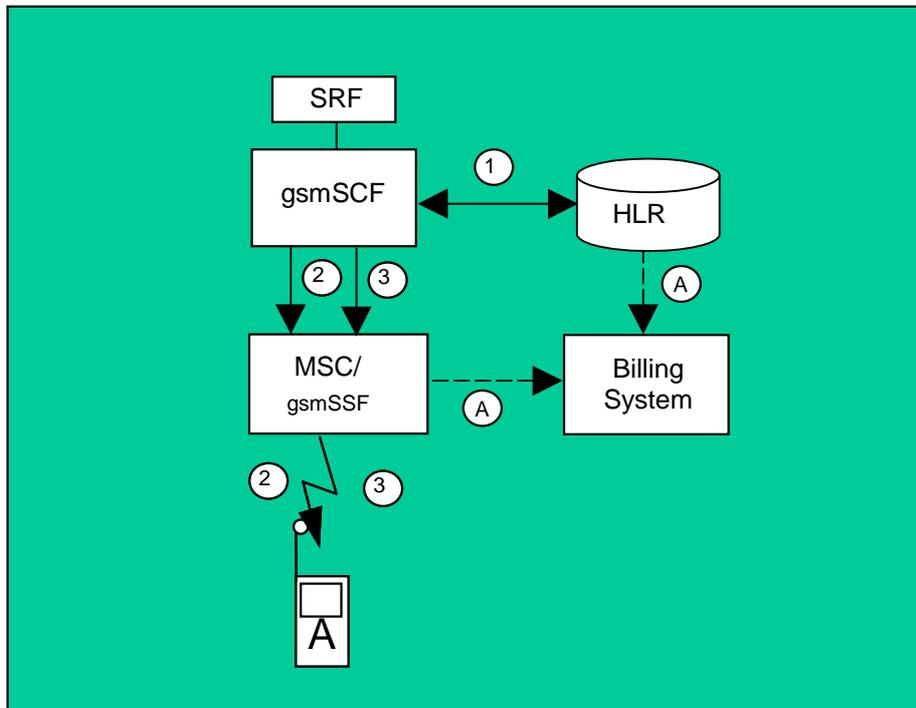 SRF
1
gsmSCF
HLR
2
3
A
MSC/
gsmSSF
Billing
System
A
2
3
A